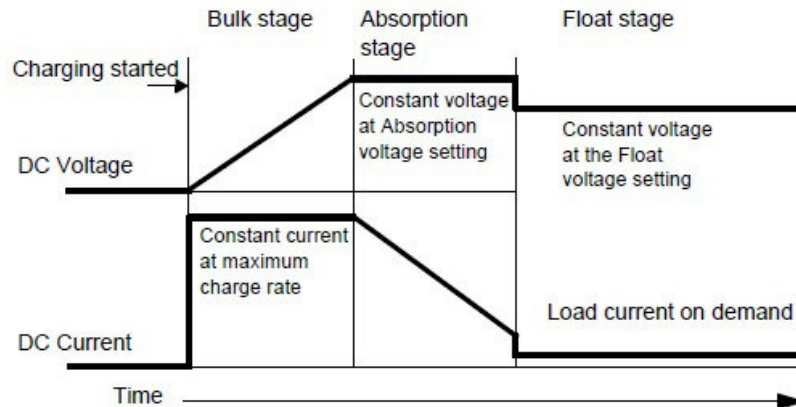 Bulk stage
Absorption
stage
Float stage
Charging started
Constant voltage
at Absorption
voltage setting
Constant voltage
at the Float
voltage setting
DC Voltage
Constant current
at maximum
charge rate
Load current on demand
DC Current
Time